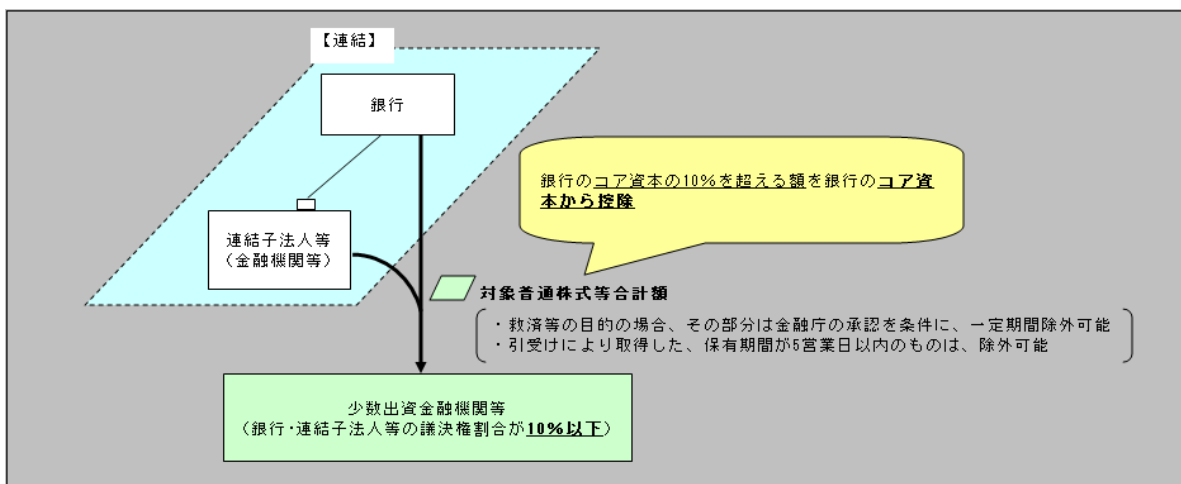 【連結】
銀行
銀行のコア資本の10%を超える額を銀行のコア資
本から控除
連結子法人等
(金融機関等)
対象普通株式等合計額
・救済等の目的の場合、その部分は金融庁の承認を条件に、一定期間除外可能
・引受けにより取得した、保有期間が5営業日以内のものは、除外可能
少数出資金融機関等
(銀行・連結子法人等の議決権割合が10%以下)